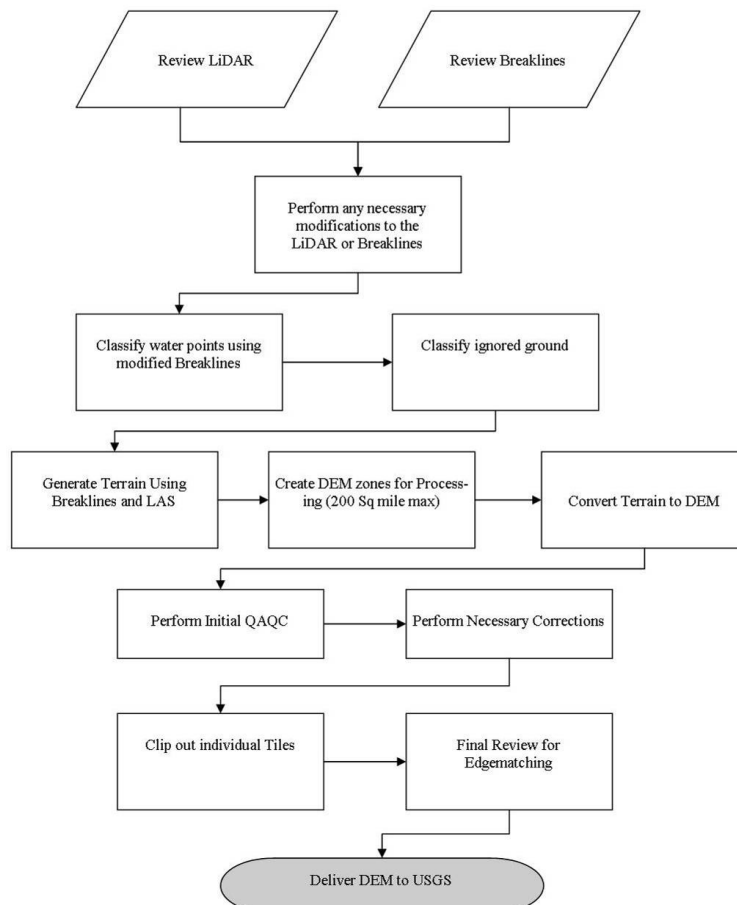 Review LiDAR
Review Breaklines
Perform any necessary
modifications to the
LiDAR or Breaklines
Classify water points using
modified Breaklines
Classify ignored ground
Generate Terrain Using
Breaklines and LAS
Create DEM zones for Process-
ing (200 Sq mile max)
Convert Terrain to DEM
Perform Initial QAQC
Perform Necessary Corrections
Clip out individual Tiles
Final Review for
Edgematching
Deliver DEM to USGS